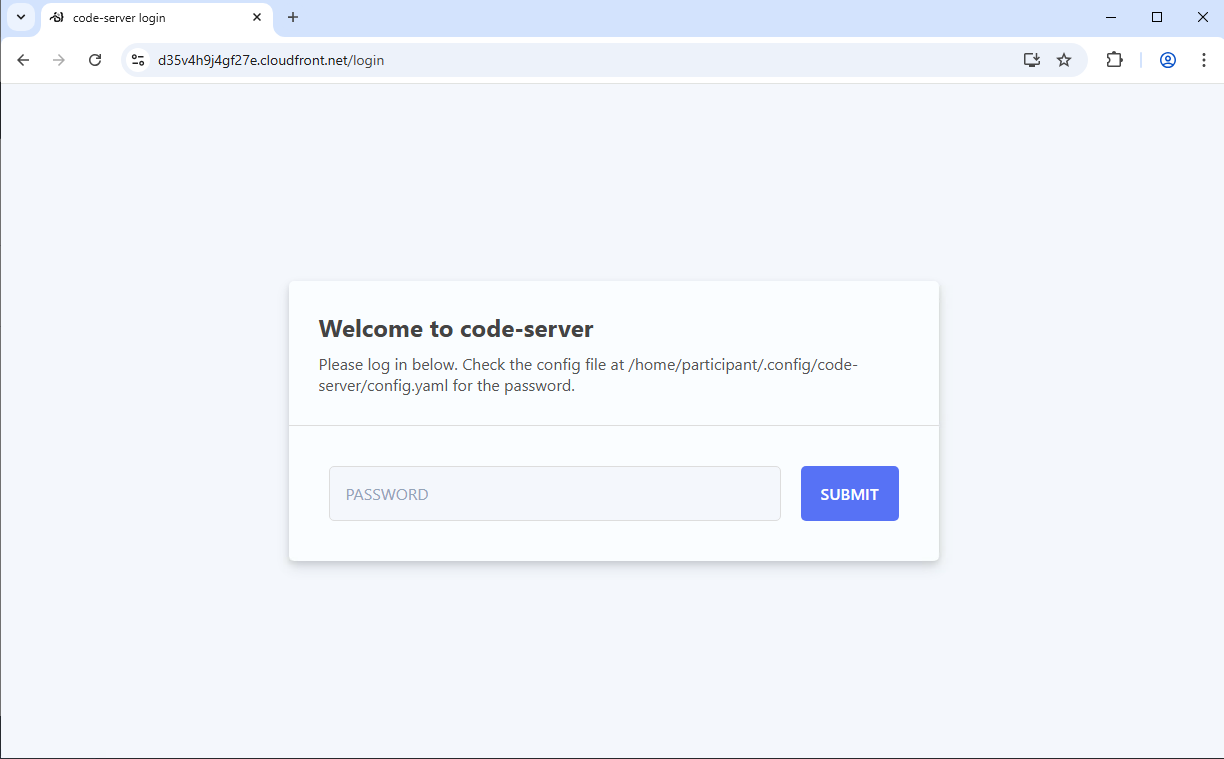 code-server login
d35v4h9j4gf27e.cloudfront.net/login
Welcome to code-server
Please log in below. Check the config file at /home/participant/.config/code-
server/config.yaml for the password.
PASSWORD
SUBMIT